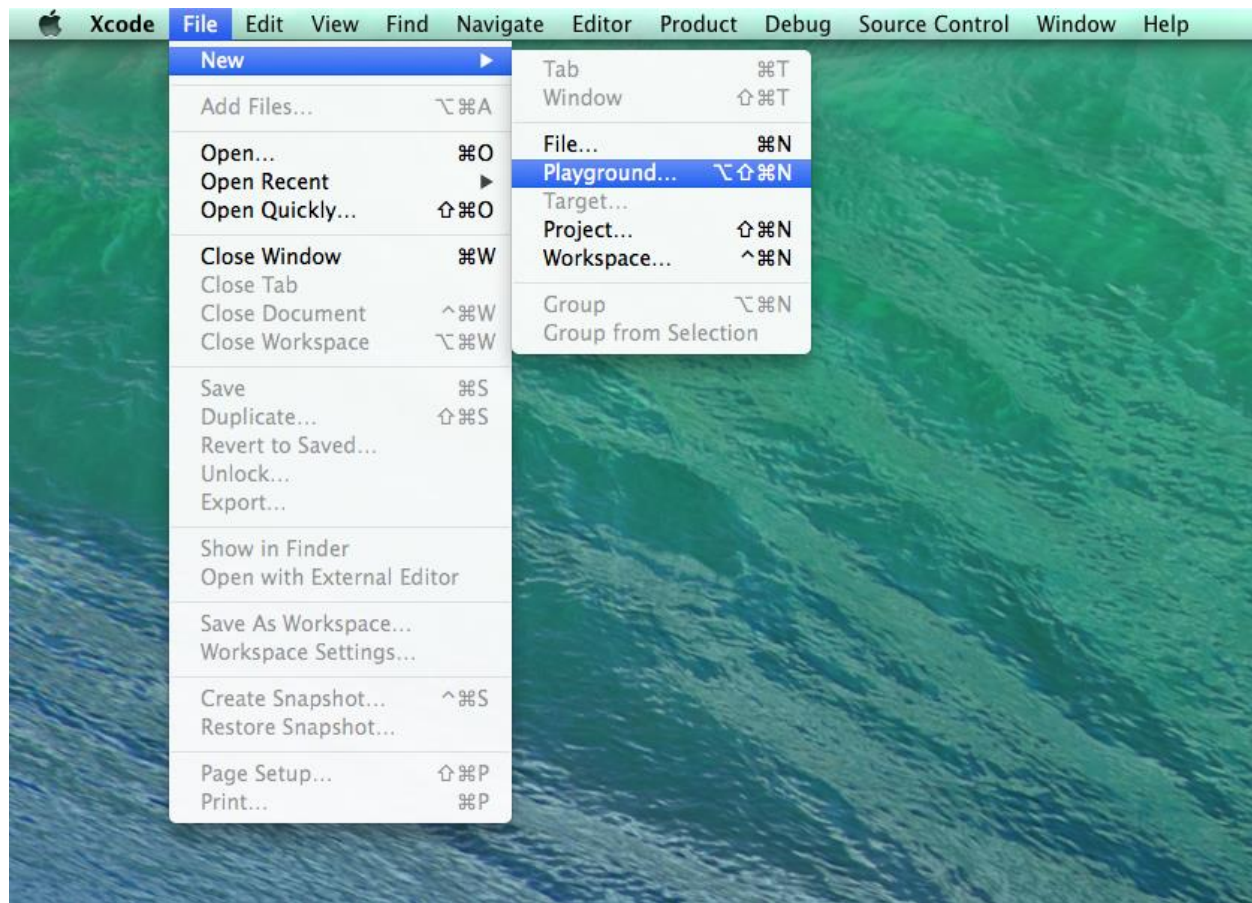 Xcode File Edit View Find Navigate Editor Product Debug Source Control Window Help
New ▶
Add Files... ⌥⌘A
Open... ⌘O
Open Recent ▶
Open Quickly... ⇧⌘O
Close Window ⌘W
Close Tab
Close Document ^⌘W
Close Workspace ⌥⌘W
Save ⌘S
Duplicate... ⇧⌘S
Revert to Saved...
Unlock...
Export...
Show in Finder
Open with External Editor
Save As Workspace...
Workspace Settings...
Create Snapshot... ^⌘S
Restore Snapshot...
Page Setup... ⇧⌘P
Print... ⌘P
Tab ⌘T
Window ⇧⌘T
File... ⌘N
Playground... ⌥⇧⌘N
Target...
Project... ⇧⌘N
Workspace... ^⌘N
Group ⌥⌘N
Group from Selection